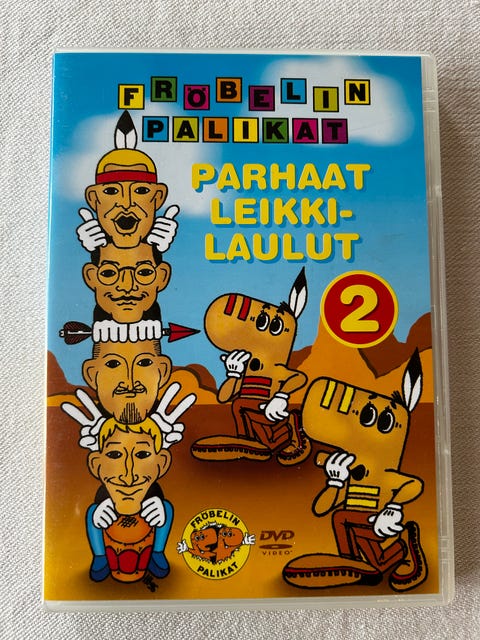 FRÖBELIN
PALIKAT
PARHAAT
LEIKKI-
LAULUT
2
FRÖBELIN
PALIKAT
DVD
VIDEO